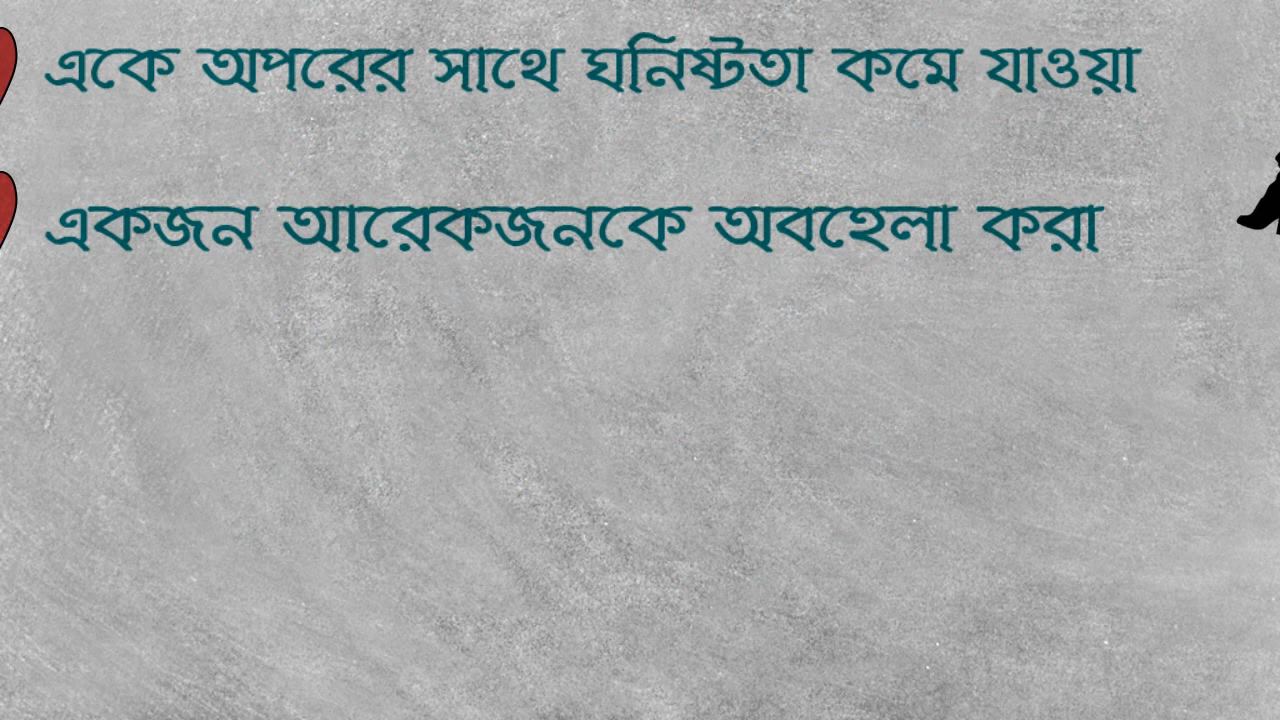 একে অপরের সাথে ঘনিষ্টতা কমে যাওয়া
একজন আরেকজনকে অবহেলা করা